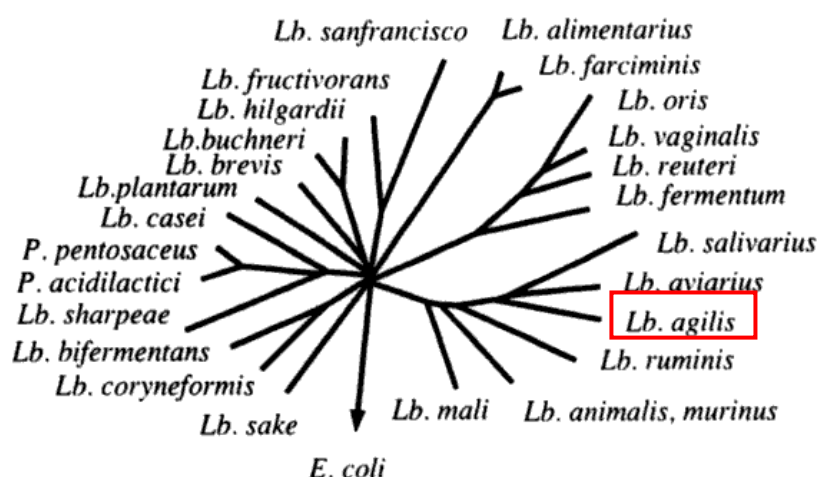 Lb. sanfrancisco
Lb. alimentarius
Lb. farciminis
Lb. fructivorans
Lb. oris
Lb. hilgardii
Lb. vaginalis
Lb.buchneri
Lb. reuteri
Lb. brevis
Lb. fermentum
Lb.plantarum
Lb. casei
Lb. salivarius
P. pentosaceus
P. acidilactici
Lb. aviarius
Lb. sharpeae
Lb. agilis
Lb. bifermentans
Lb. ruminis
Lb. coryneformis
Lb. mali
Lb. animalis, murinus
Lb. sake
E. coli